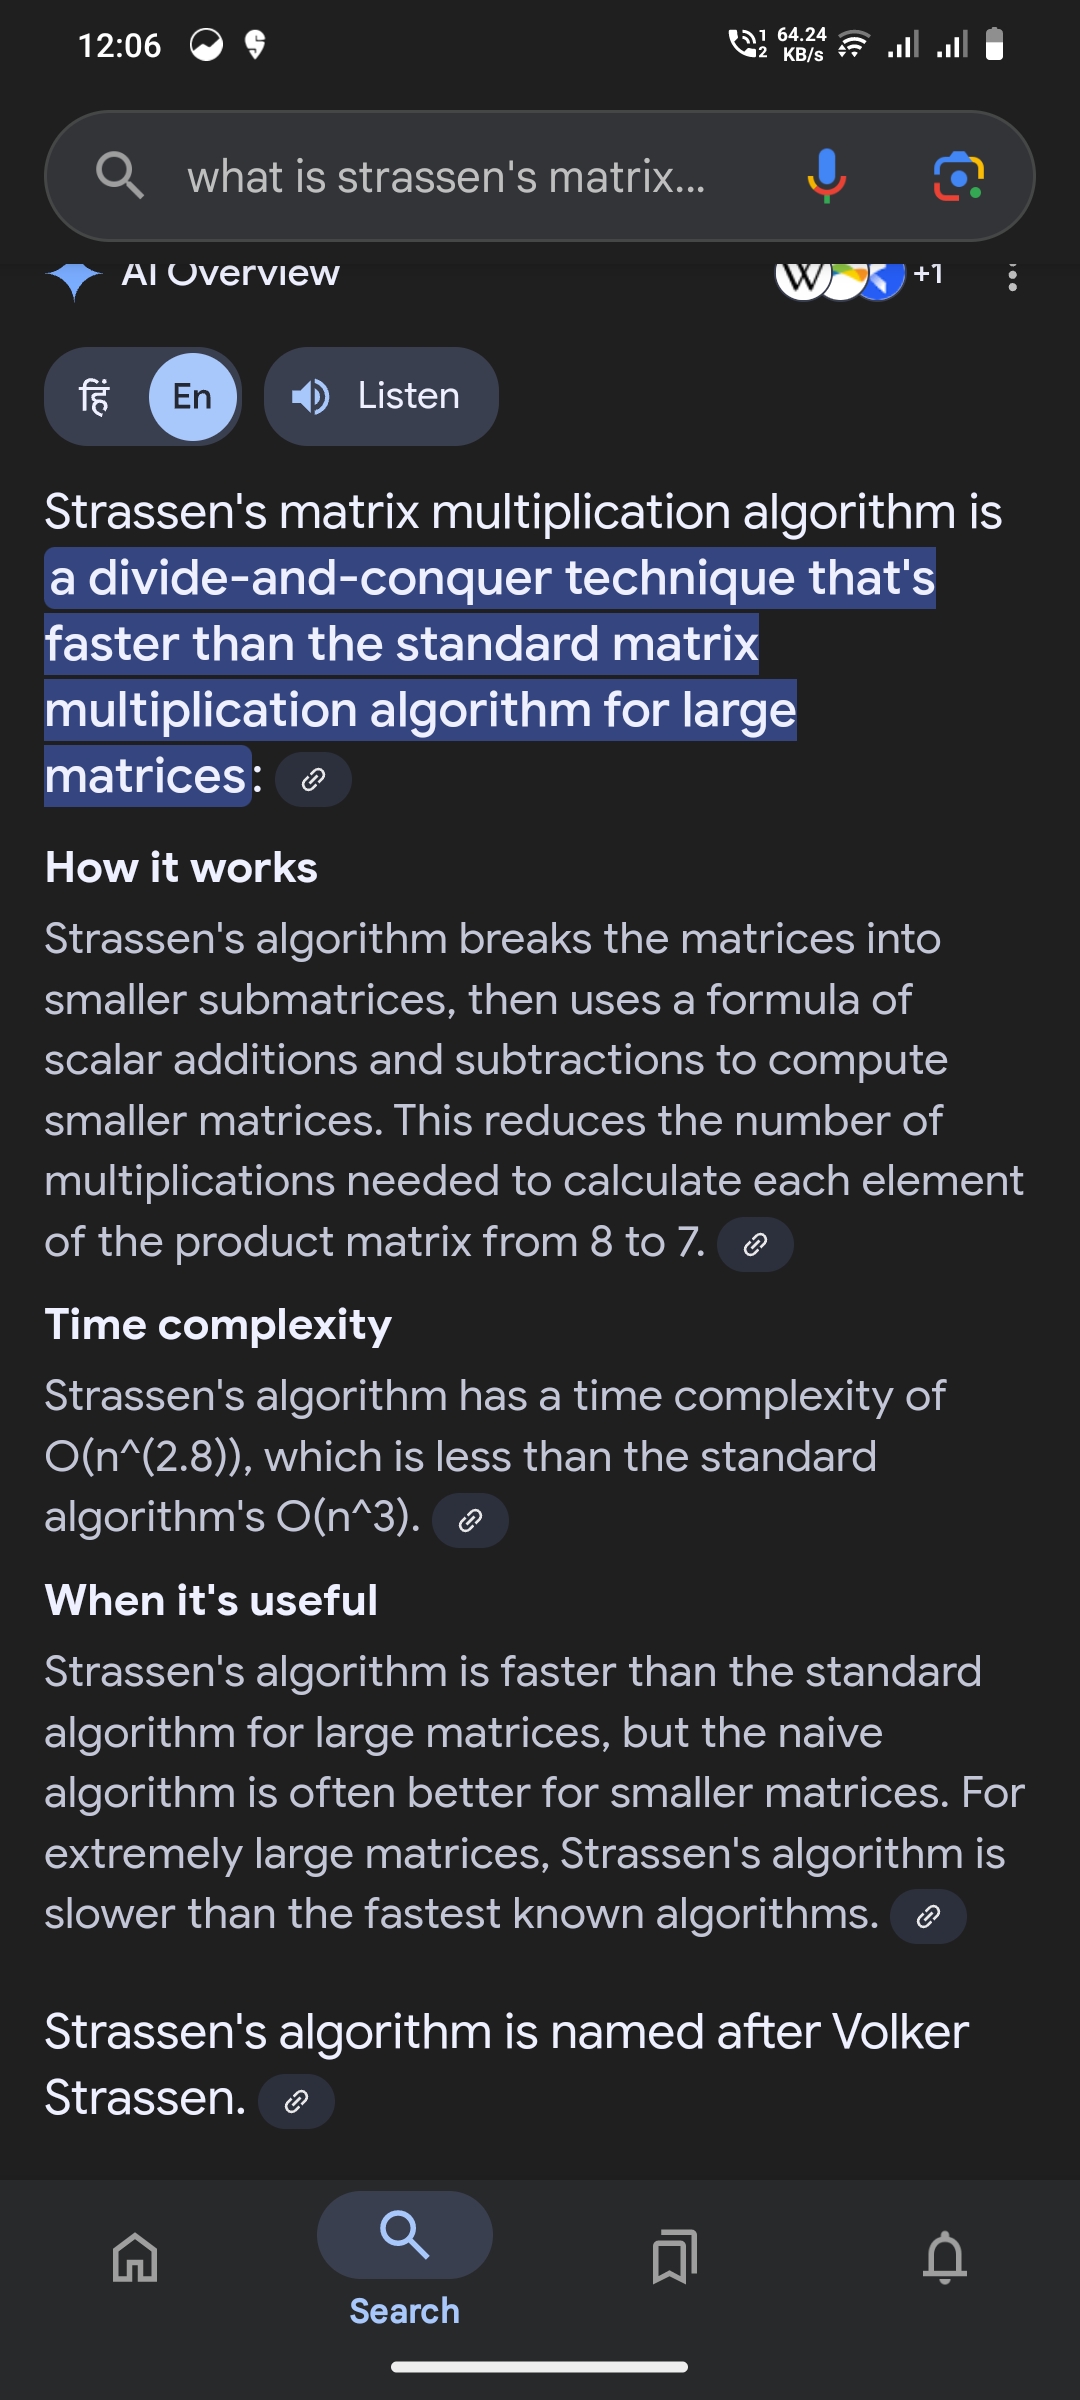 12:06
1
2
64.24
KB/s
what is strassen's matrix...
AI Overview
W
+1
हिं
En
Listen
Strassen's matrix multiplication algorithm is
a divide-and-conquer technique that's
faster than the standard matrix
multiplication algorithm for large
matrices:
How it works
Strassen's algorithm breaks the matrices into
smaller submatrices, then uses a formula of
scalar additions and subtractions to compute
smaller matrices. This reduces the number of
multiplications needed to calculate each element
of the product matrix from 8 to 7.
Time complexity
Strassen's algorithm has a time complexity of
O(n^(2.8)), which is less than the standard
algorithm's O(n^3).
When it's useful
Strassen's algorithm is faster than the standard
algorithm for large matrices, but the naive
algorithm is often better for smaller matrices. For
extremely large matrices, Strassen's algorithm is
slower than the fastest known algorithms.
Strassen's algorithm is named after Volker
Strassen.
Search